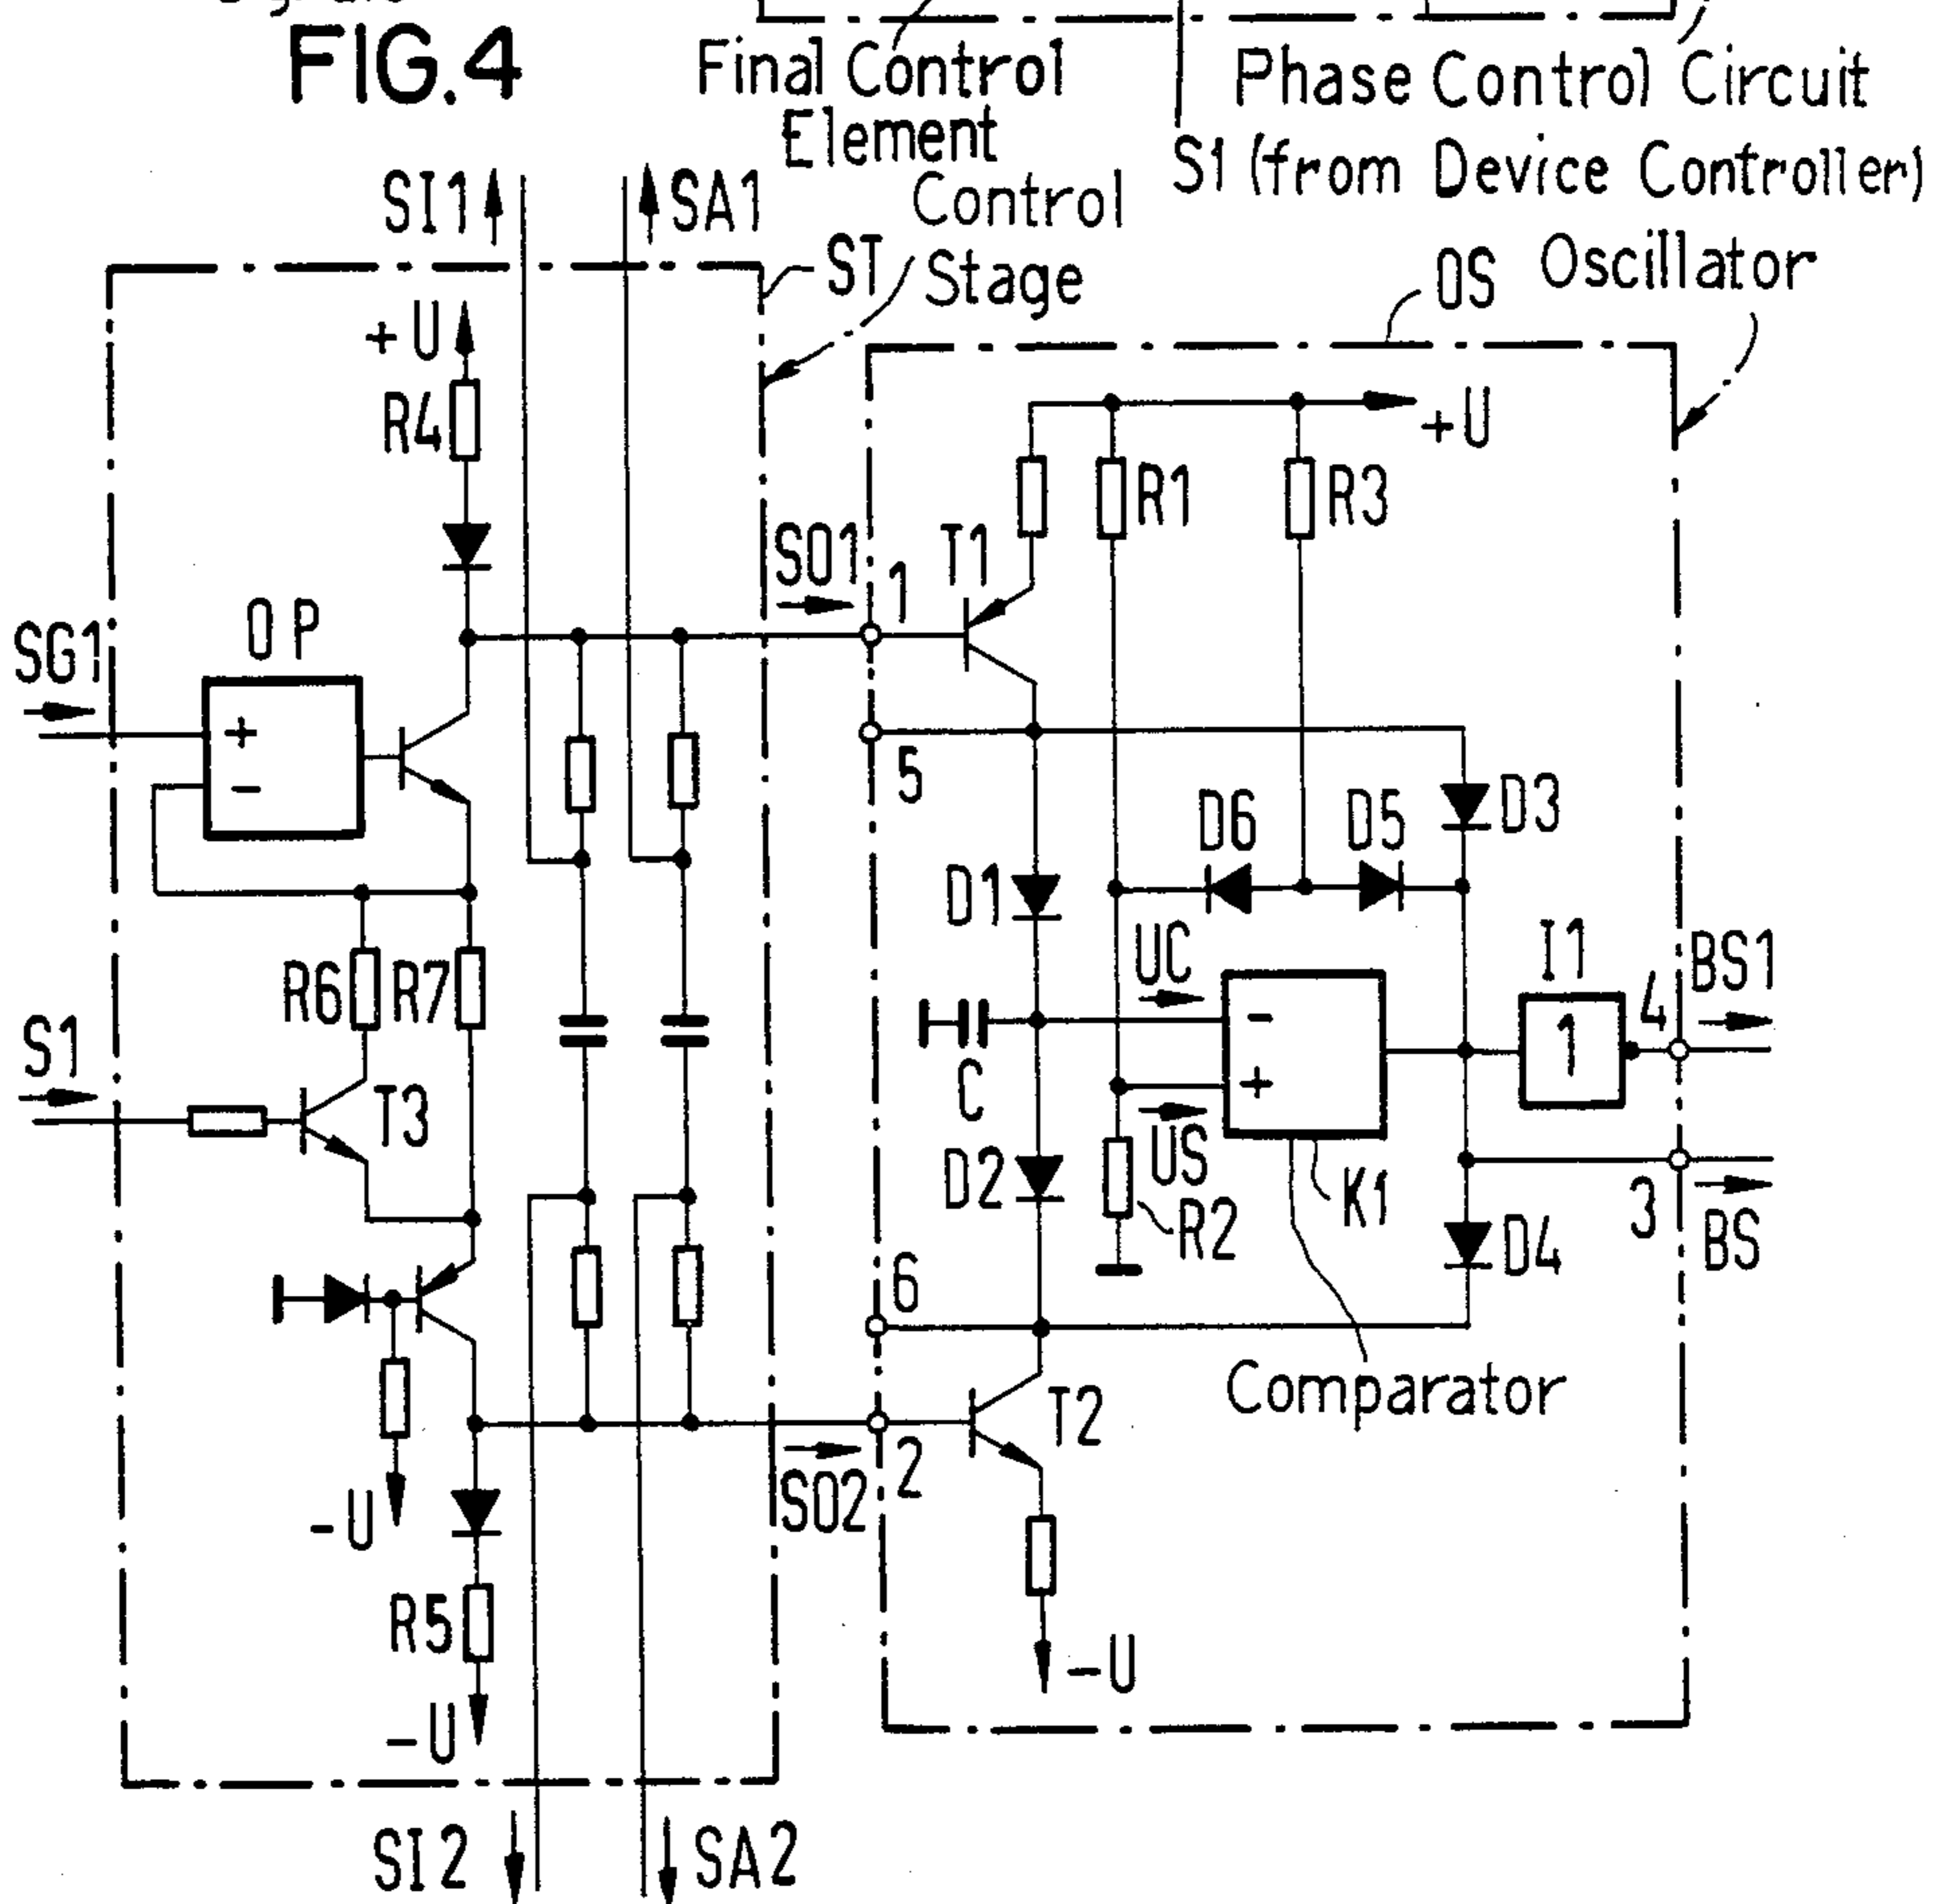 FIG.4
Final Control
Element
Control
Stage
Phase Control Circuit
S1 (from Device Controller)
SI1
SA1
ST
OS
Oscillator
+U
R4
+U
R1
R3
T1
SO1
1
OP
SG1
+
-
5
D3
D6
D5
D1
R6
R7
UC
I1
BS1
4
S1
T3
-
+
1
C
US
K1
D2
R2
3
BS
D4
6
Comparator
T2
2
SO2
-U
R5
-U
-U
SI2
SA2